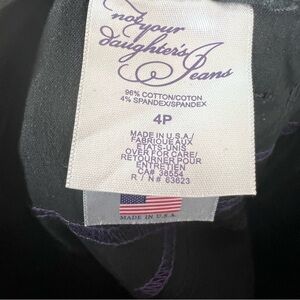 not your
daughter's
Jeans
96% COTTON/COTON
4% SPANDEX/SPANDEX
4P
MADE IN U.S.A./
FABRIQUE AUX
ETATS-UNIS
OVER FOR CARE/
RETOURNER POUR
ENTRETIEN
CA# 38554
R / N# 63623
MADE IN U.S.A.